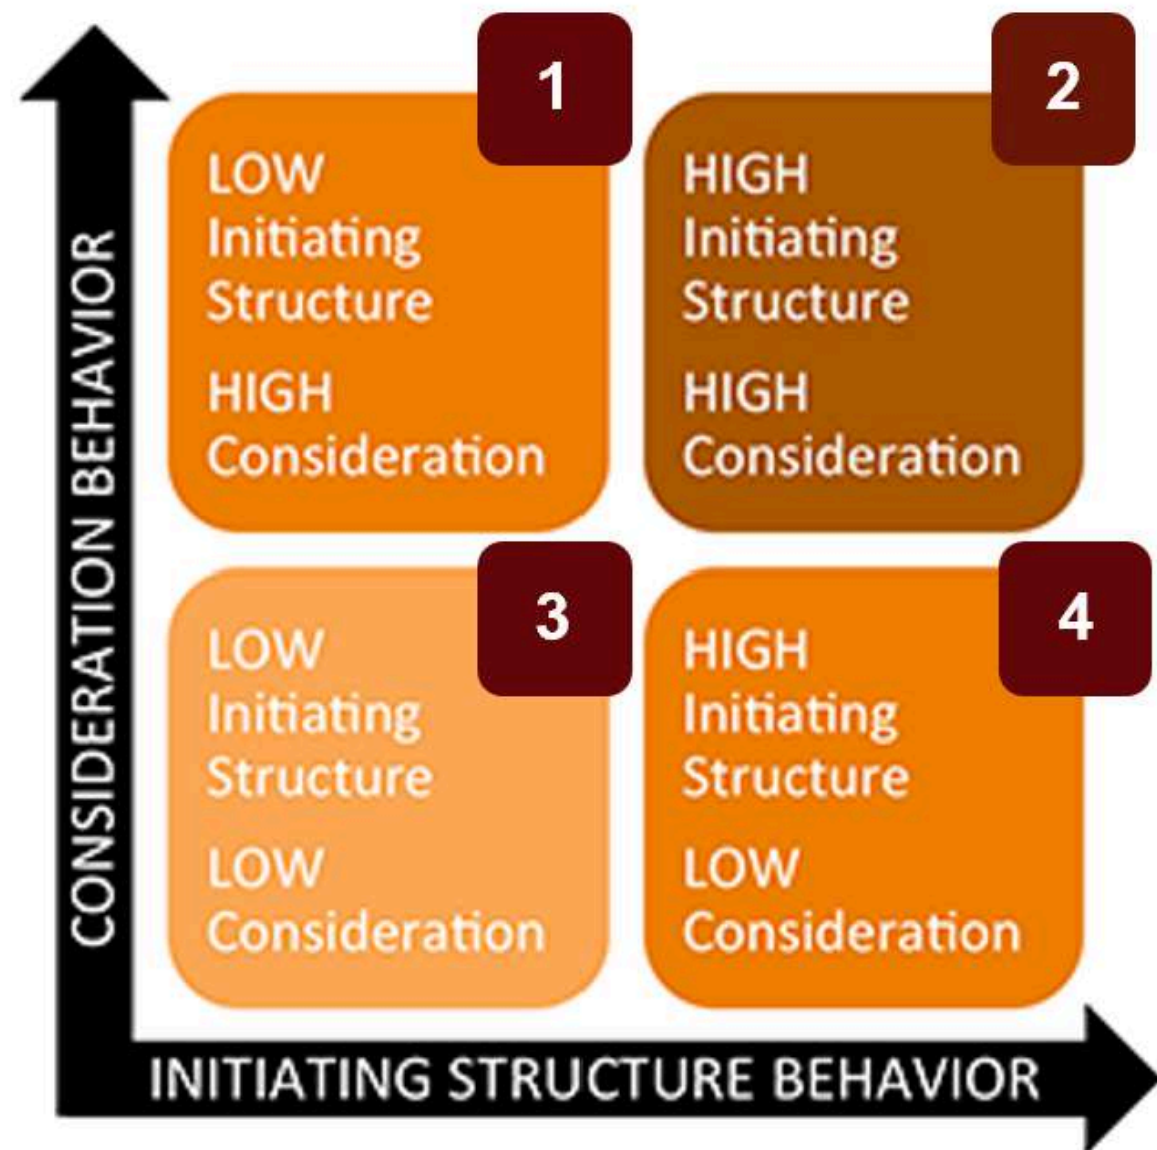 CONSIDERATION BEHAVIOR
1
LOW
Initiating
Structure
HIGH
Consideration
2
HIGH
Initiating
Structure
HIGH
Consideration
3
LOW
Initiating
Structure
LOW
Consideration
4
HIGH
Initiating
Structure
LOW
Consideration
INITIATING STRUCTURE BEHAVIOR